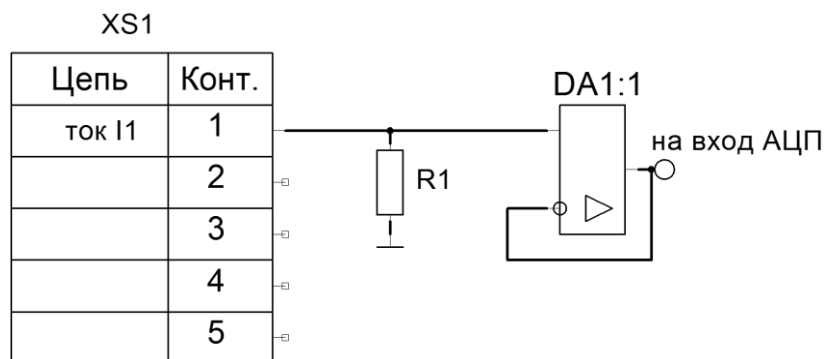 XS1
Цепь Конт.
ток I1 1
2
3
4
5
R1
DA1:1
на вход АЦП